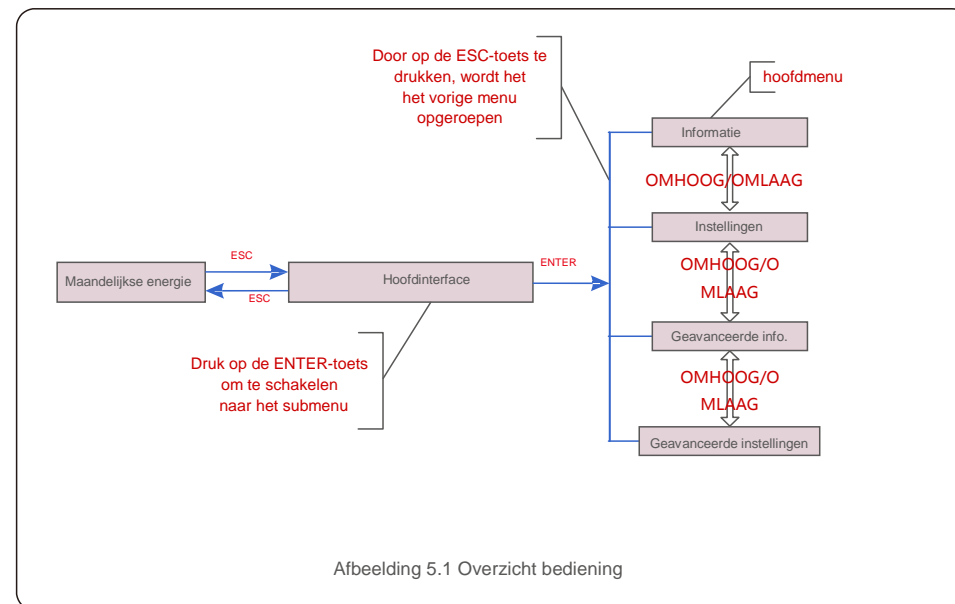 Door op de ESC-toets te
drukken, wordt het
het vorige menu
opgeroepen
hoofdmenu
Informatie
OMHOOG/OMLAAG
Instellingen
OMHOOG/O
MLAAG
ESC
Maandelijkse energie
ESC
Hoofdinterface
ENTER
Geavanceerde info.
Druk op de ENTER-toets
om te schakelen
naar het submenu
OMHOOG/O
MLAAG
Geavanceerde instellingen
Afbeelding 5.1 Overzicht bediening